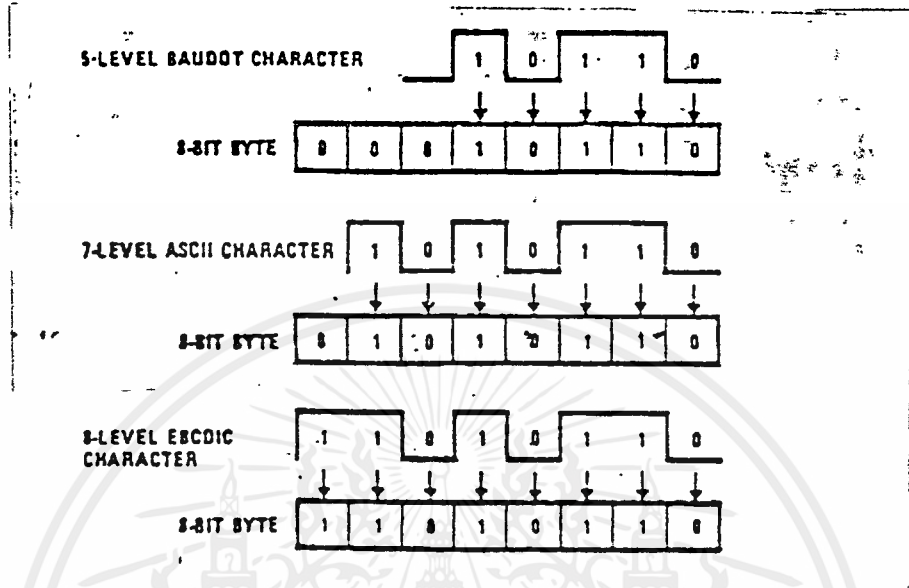 5-LEVEL BAUDOT CHARACTER 1 0 1 1 0
8-BIT BYTE 0 0 0 1 0 1 1 0
7-LEVEL ASCII CHARACTER 1 0 1 0 1 1 0
8-BIT BYTE 0 1 0 1 0 1 1 0
8-LEVEL EBCDIC 1 1 0 1 0 1 1 0
CHARACTER
8-BIT BYTE 1 1 0 1 0 1 1 0